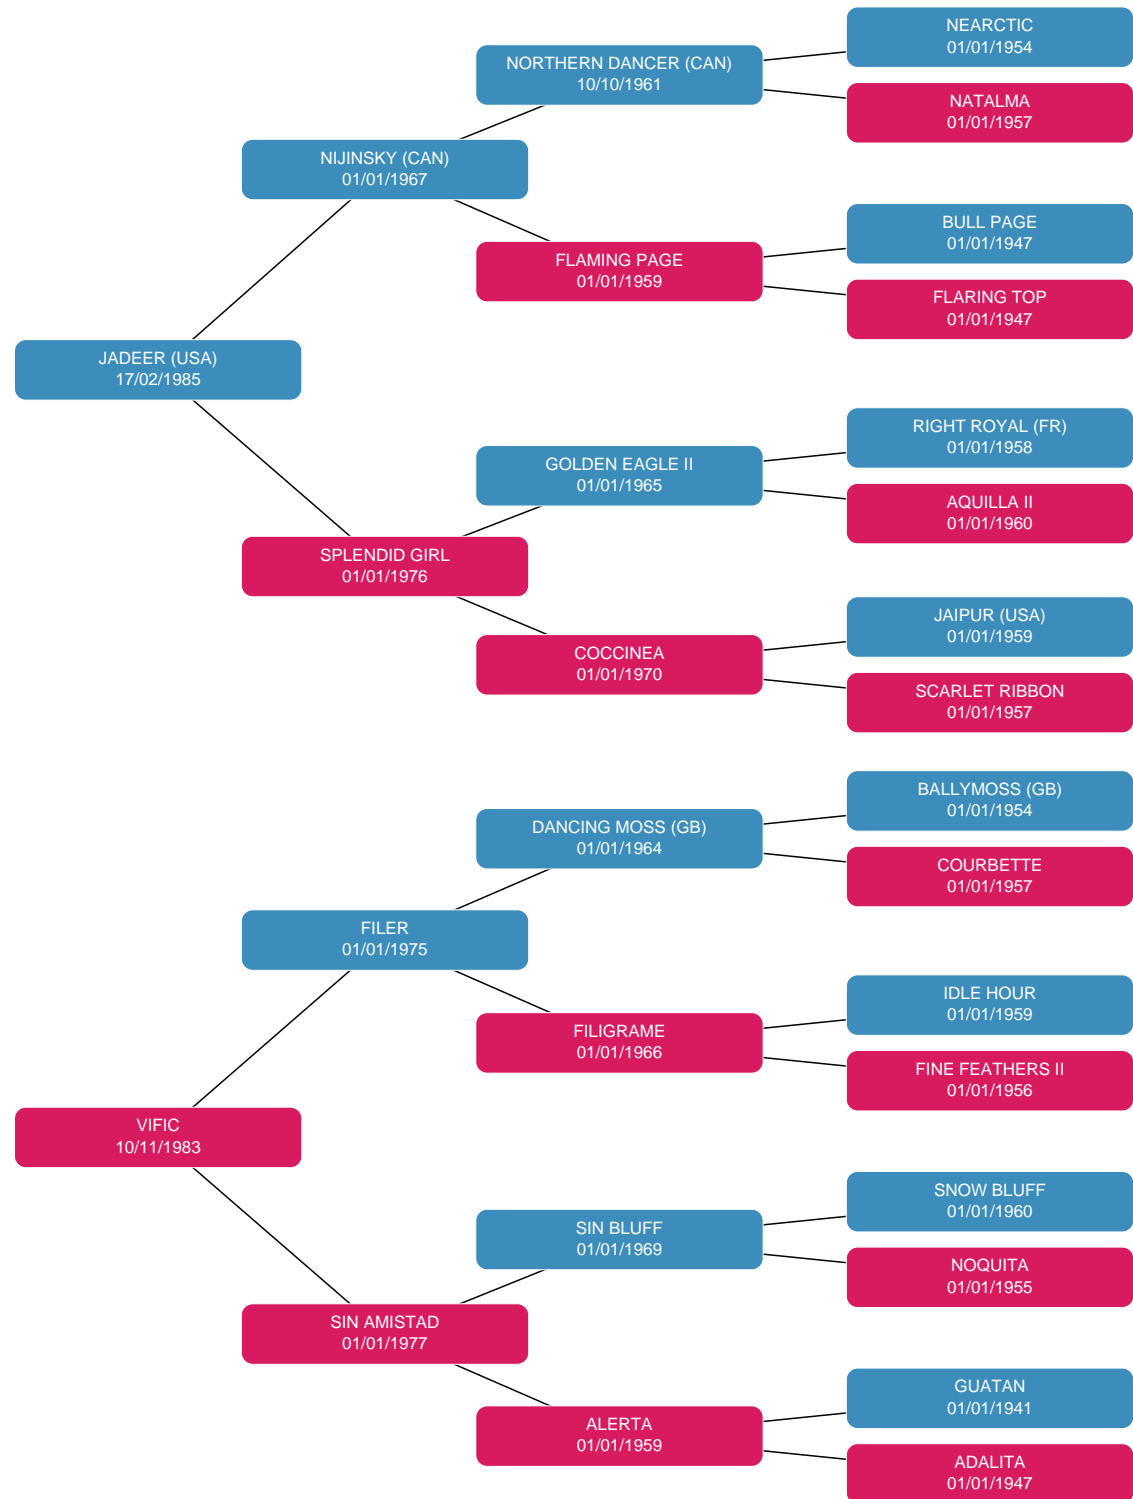 NEARCTIC
01/01/1954
NORTHERN DANCER (CAN)
10/10/1961
NATALMA
01/01/1957
NIJINSKY (CAN)
01/01/1967
BULL PAGE
01/01/1947
FLAMING PAGE
01/01/1959
FLARING TOP
01/01/1947
JADEER (USA)
17/02/1985
RIGHT ROYAL (FR)
01/01/1958
GOLDEN EAGLE II
01/01/1965
AQUILLA II
01/01/1960
SPLENDID GIRL
01/01/1976
JAIPUR (USA)
01/01/1959
COCCINEA
01/01/1970
SCARLET RIBBON
01/01/1957
BALLYMOSS (GB)
01/01/1954
DANCING MOSS (GB)
01/01/1964
COURBETTE
01/01/1957
FILER
01/01/1975
IDLE HOUR
01/01/1959
FILIGRAME
01/01/1966
FINE FEATHERS II
01/01/1956
VIFIC
10/11/1983
SNOW BLUFF
01/01/1960
SIN BLUFF
01/01/1969
NOQUITA
01/01/1955
SIN AMISTAD
01/01/1977
GUATAN
01/01/1941
ALERTA
01/01/1959
ADALITA
01/01/1947